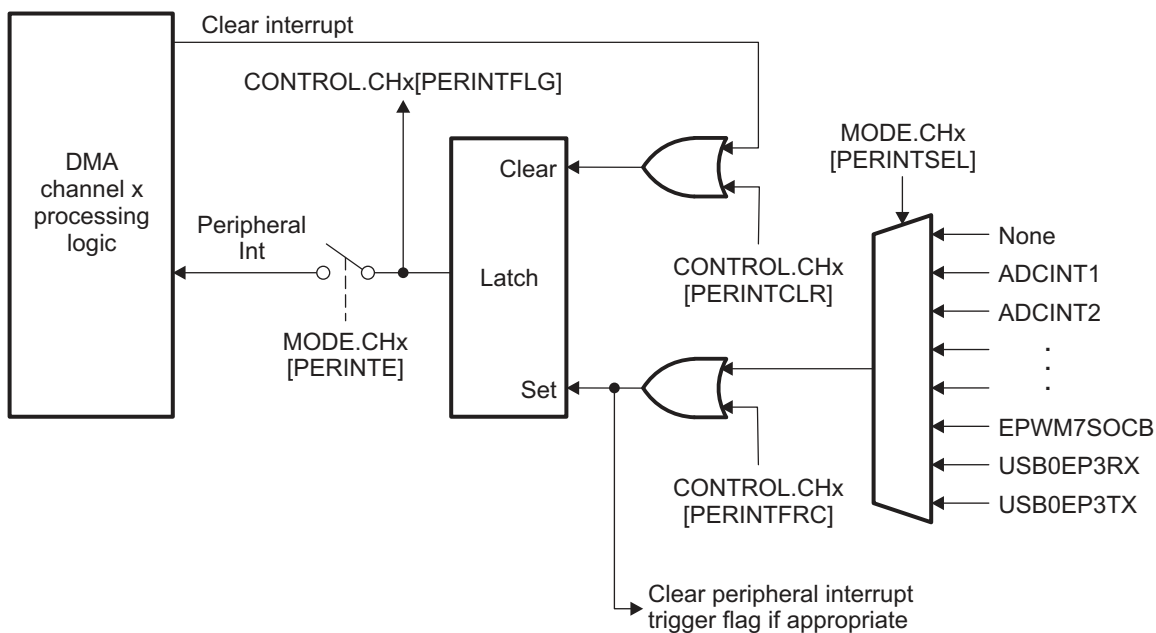 Clear interrupt
CONTROL.CHx[PERINTFLG]
MODE.CHx
[PERINTSEL]
DMA
channel x
processing
logic
Clear
Peripheral
Int
None
CONTROL.CHx
[PERINTCLR]
ADCINT1
Latch
ADCINT2
MODE.CHx
[PERINTE]
.
.
.
Set
EPWM7SOCB
USB0EP3RX
CONTROL.CHx
[PERINTFRC]
USB0EP3TX
Clear peripheral interrupt
trigger flag if appropriate